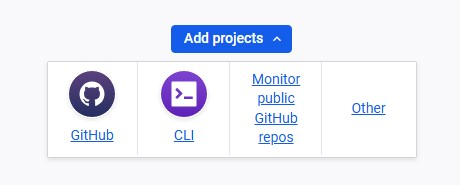 Add projects
GitHub
CLI
Monitor
public
GitHub
repos
Other